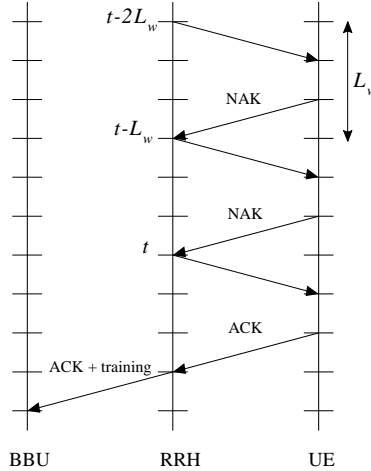 t-2L_w
NAK
L_w
t-L_w
NAK
t
ACK
ACK + training
BBU RRH UE